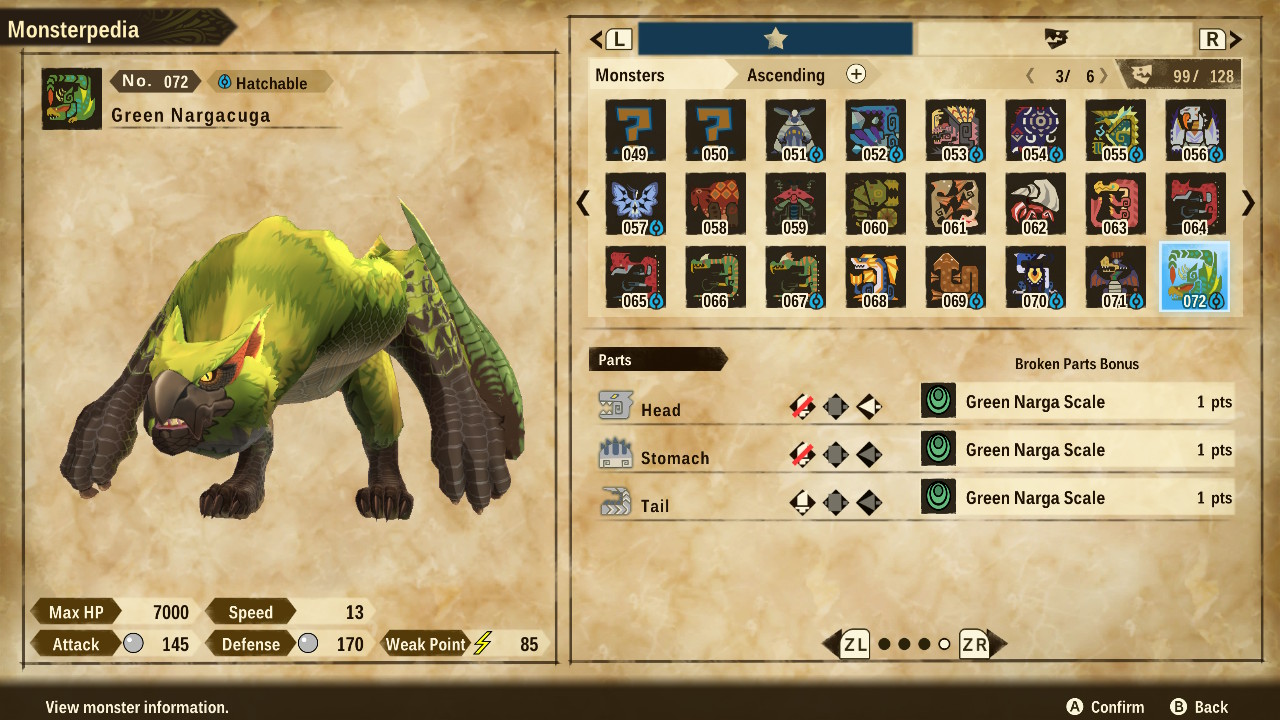 Monsterpedia
No. 072
Hatchable
Green Nargacuga
Max HP 7000
Speed 13
Attack 145
Defense 170
Weak Point 85
L
R
Monsters
Ascending
3/ 6
99/ 128
049 050 051 052 053 054 055 056
057 058 059 060 061 062 063 064
065 066 067 068 069 070 071 072
Parts
Broken Parts Bonus
Head
Green Narga Scale 1 pts
Stomach
Green Narga Scale 1 pts
Tail
Green Narga Scale 1 pts
ZL
ZR
View monster information.
A Confirm
B Back